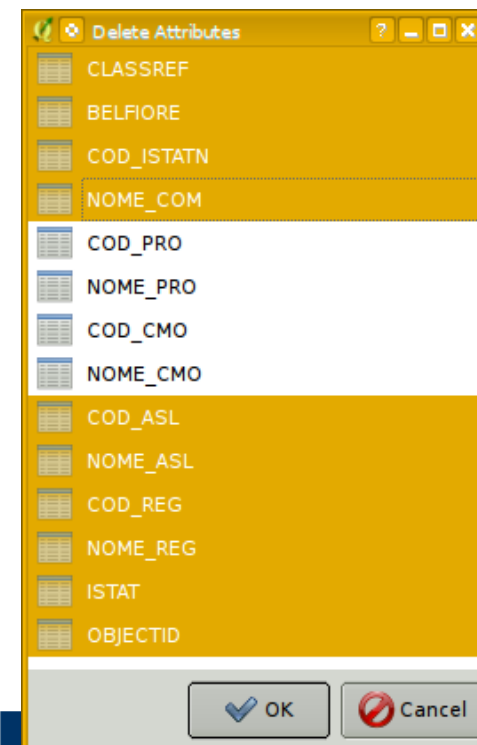 Delete Attributes
CLASSREF
BELFIORE
COD_ISTATN
NOME_COM
COD_PRO
NOME_PRO
COD_CMO
NOME_CMO
COD_ASL
NOME_ASL
COD_REG
NOME_REG
ISTAT
OBJECTID
OK Cancel